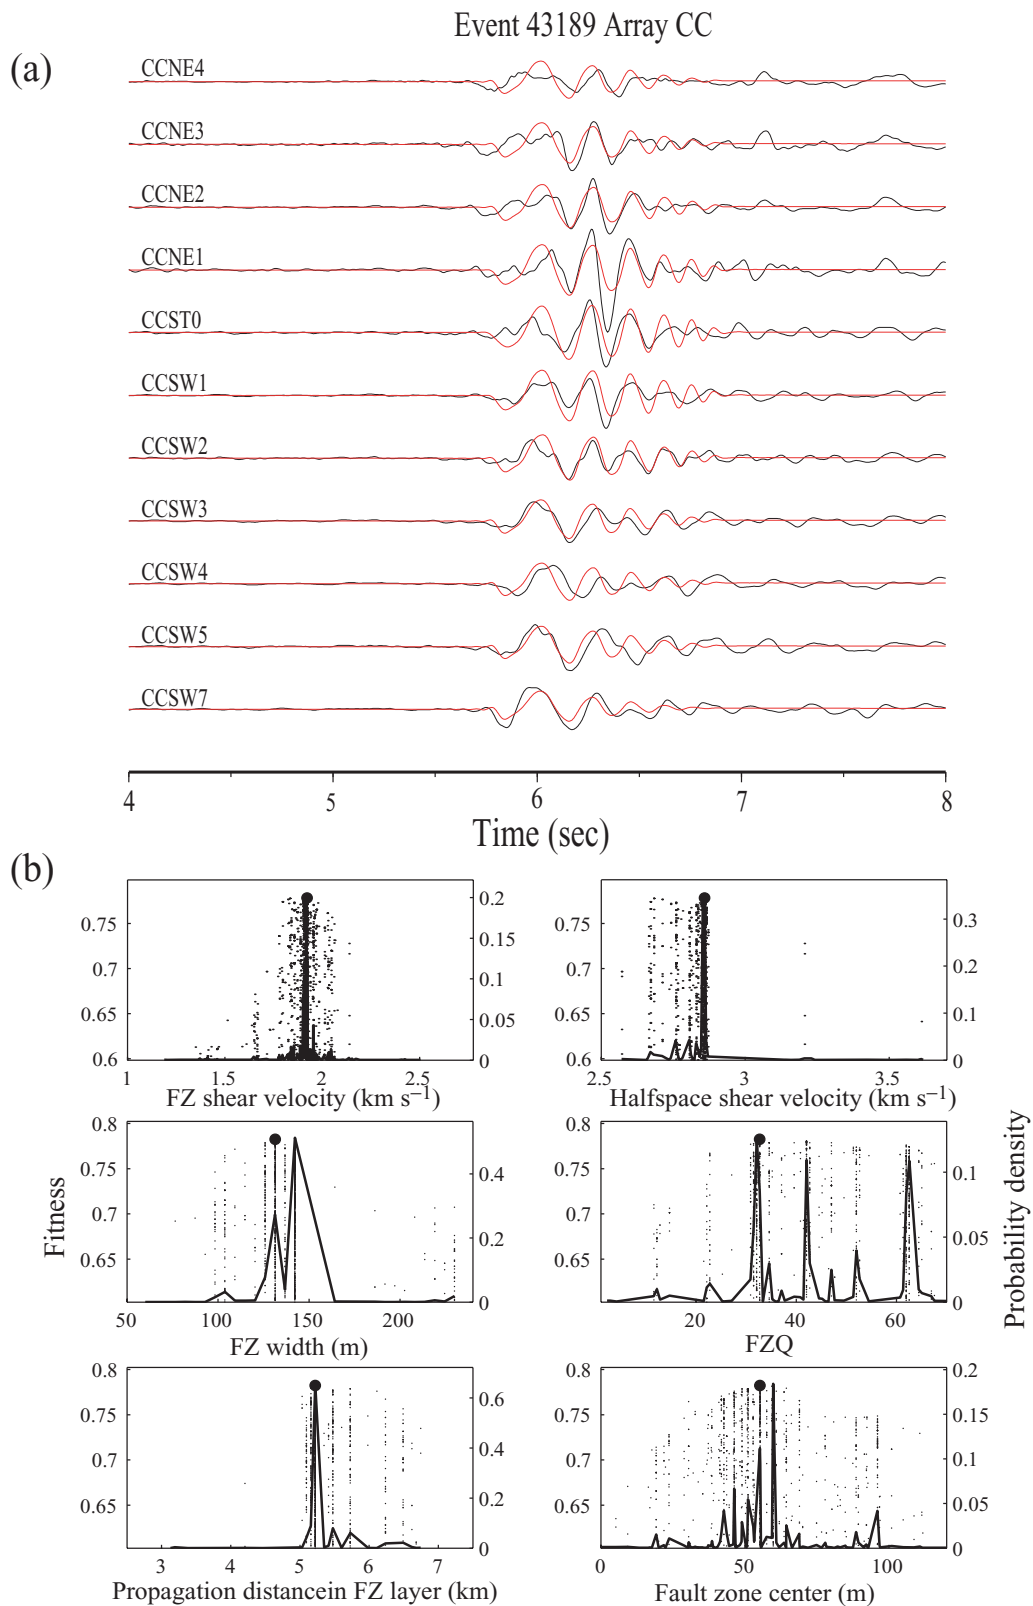 Event 43189 Array CC
(a)
CCNE4
CCNE3
CCNE2
CCNE1
CCST0
CCSW1
CCSW2
CCSW3
CCSW4
CCSW5
CCSW7
4 5 6 7 8
Time (sec)
(b)
0.75 0.7 0.65 0.6
0.2 0.15 0.1 0.05 0
1 1.5 2 2.5
FZ shear velocity (km s−1)
0.75 0.7 0.65 0.6
0.3 0.2 0.1 0
2.5 3 3.5
Halfspace shear velocity (km s−1)
Fitness
0.8 0.75 0.7 0.65
0.4 0.2 0
50 100 150 200
FZ width (m)
0.8 0.75 0.7 0.65
0.1 0.05 0
20 40 60
FZQ
Probability density
0.8 0.75 0.7 0.65
0.6 0.4 0.2 0
3 4 5 6 7
Propagation distancein FZ layer (km)
0.8 0.75 0.7 0.65
0.2 0.15 0.1 0.05 0
0 50 100
Fault zone center (m)